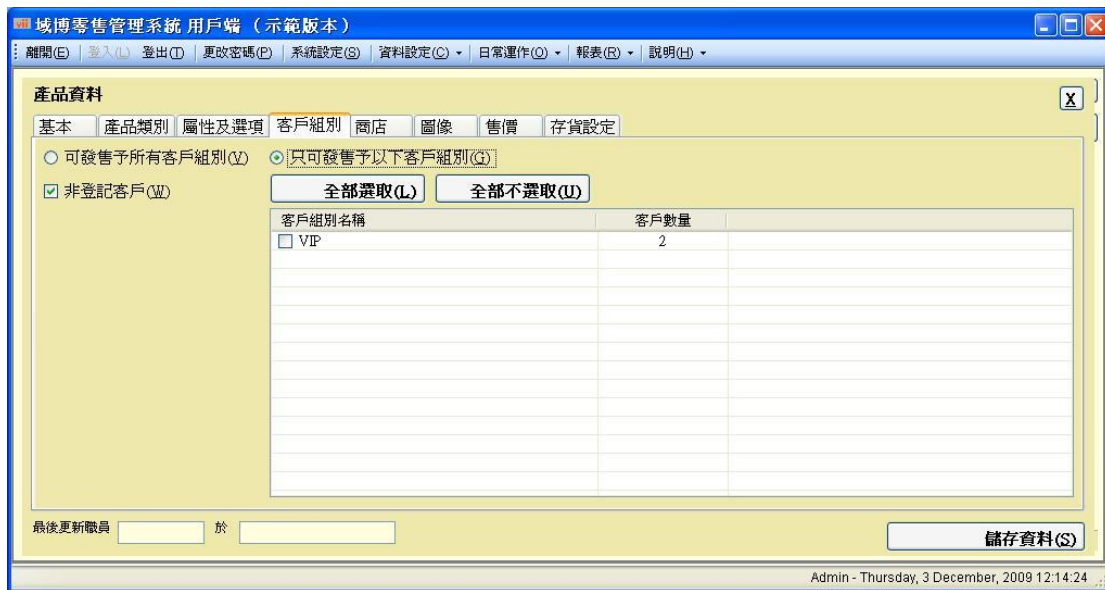 域博零售管理系統 用戶端 （示範版本）
離開(E) 登入(L) 登出(T) 更改密碼(P) 系統設定(S) 資料設定(C) 日常運作(O) 報表(R) 說明(H)
產品資料 X
基本 產品類別 屬性及選項 客戶組別 商店 圖像 售價 存貨設定
可發售予所有客戶組別(V) 只可發售予以下客戶組別(G)
非登記客戶(W) 全部選取(L) 全部不選取(U)
客戶組別名稱 客戶數量
VIP 2
最後更新職員 於 儲存資料(S)
Admin - Thursday, 3 December, 2009 12:14:24